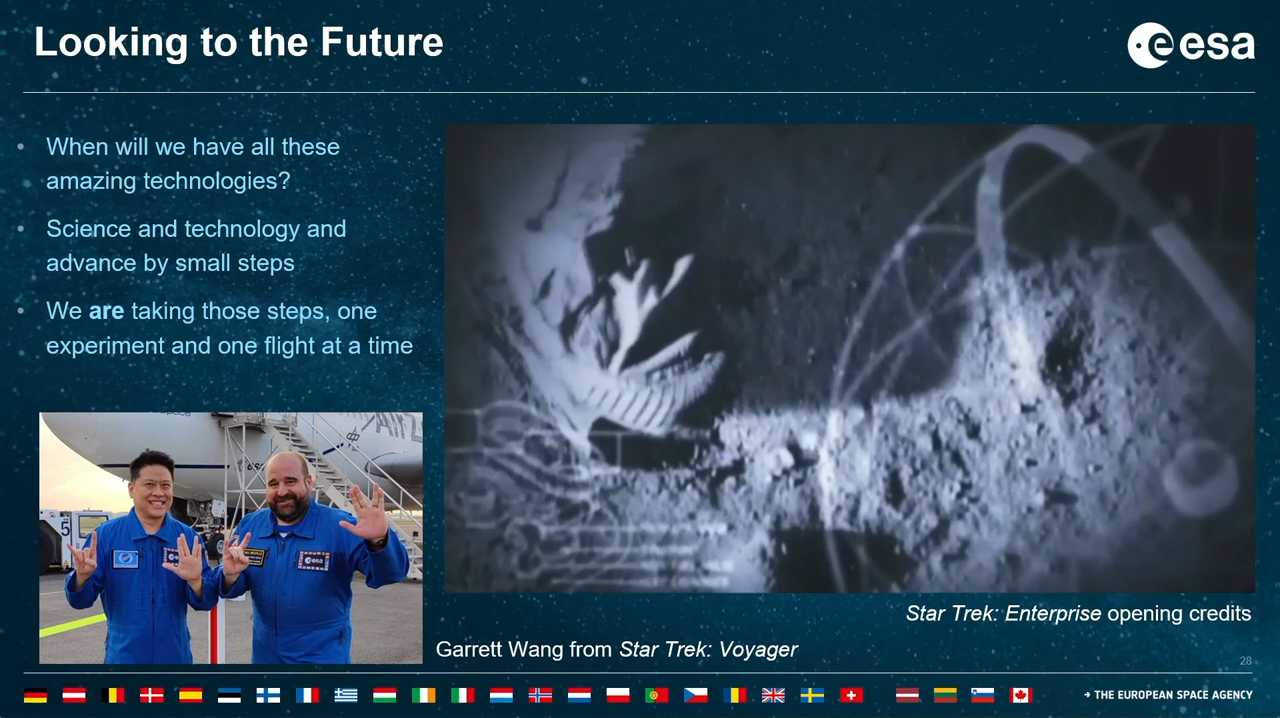 Looking to the Future
esa
When will we have all these
amazing technologies?
Science and technology and
advance by small steps
We are taking those steps, one
experiment and one flight at a time
5
esa
Star Trek: Enterprise opening credits
Garrett Wang from Star Trek: Voyager
28
→ THE EUROPEAN SPACE AGENCY